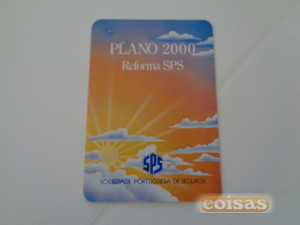 PLANO 2000
Reforma SPS
SPS
SOCIEDADE PORTUGUESA DE SEGUROS
coisas